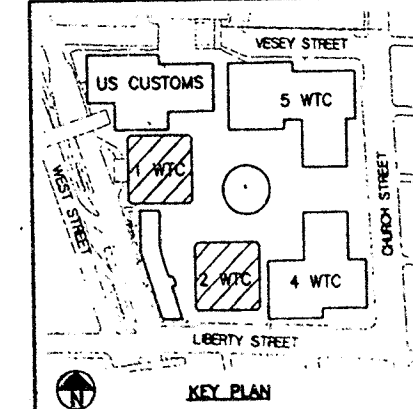 VESEY STREET
US CUSTOMS
5 WTC
1 WTC
WEST STREET
CHURCH STREET
2 WTC
4 WTC
LIBERTY STREET
N
KEY PLAN